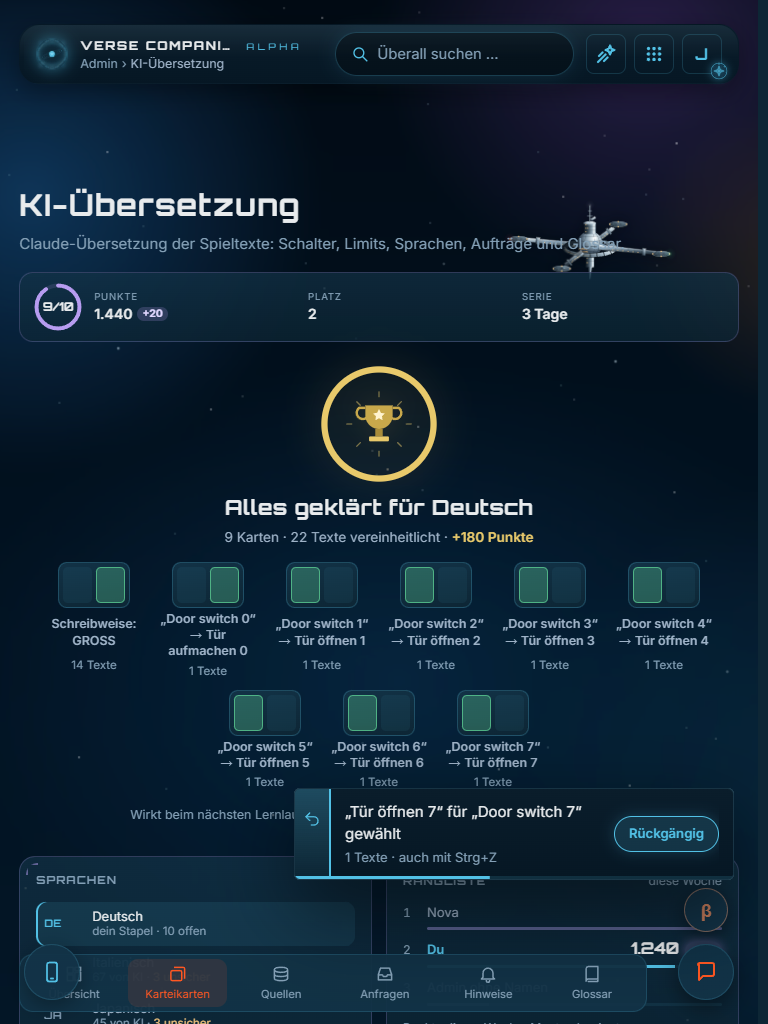 VERSE COMPANI… ALPHA
Admin › KI-Übersetzung
Überall suchen ...
KI-Übersetzung
Claude-Übersetzung der Spieltexte: Schalter, Limits, Sprachen, Aufträge und Glossar
9/10
PUNKTE
1.440 +20
PLATZ
2
SERIE
3 Tage
Alles geklärt für Deutsch
9 Karten · 22 Texte vereinheitlicht · +180 Punkte
Schreibweise:
GROSS
14 Texte
„Door switch 0“
→ Tür
aufmachen 0
1 Texte
„Door switch 1“
→ Tür öffnen 1
1 Texte
„Door switch 2“
→ Tür öffnen 2
1 Texte
„Door switch 3“
→ Tür öffnen 3
1 Texte
„Door switch 4“
→ Tür öffnen 4
1 Texte
„Door switch 5“
→ Tür öffnen 5
1 Texte
„Door switch 6“
→ Tür öffnen 6
1 Texte
„Door switch 7“
→ Tür öffnen 7
1 Texte
Wirkt beim nächsten
„Tür öffnen 7“ für „Door switch 7“
gewählt
1 Texte · auch mit Strg+Z
Rückgängig
SPRACHEN
DE
Deutsch
dein Stapel · 10 offen
JA
Japanisch
45 von KI · 3 unsicher
RANGLISTE
diese Woche
1 Nova
2 Du 1.240
β
Karteikarten
Quellen
Anfragen
Hinweise
Glossar